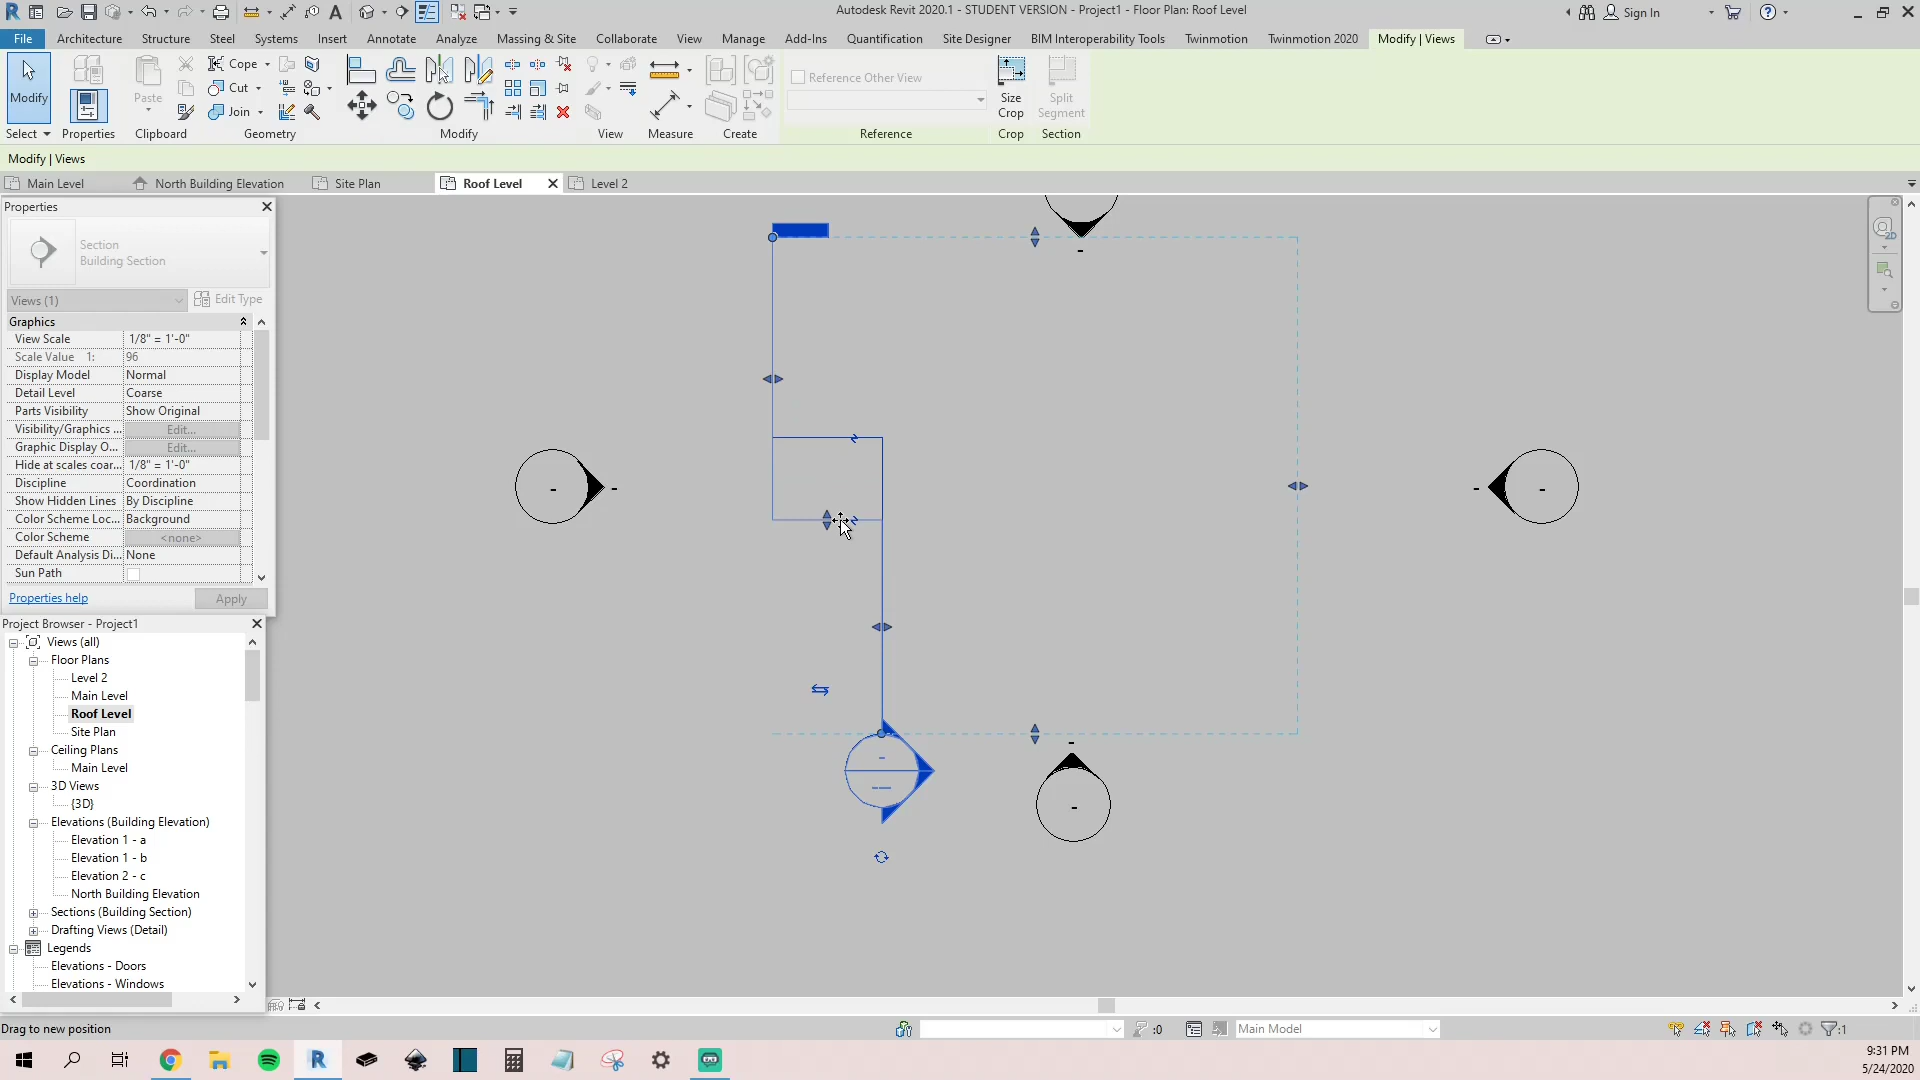 Autodesk Revit 2020.1 - STUDENT VERSION - Project1 - Floor Plan: Roof Level
Sign In
File Architecture Structure Steel Systems Insert Annotate Analyze Massing & Site Collaborate View Manage Add-Ins Quantification Site Designer BIM Interoperability Tools Twinmotion Twinmotion 2020 Modify | Views
Modify
Paste
Cope
Cut
Join
Reference Other View
Size Crop
Split Segment
Select Properties Clipboard Geometry Modify View Measure Create Reference Crop Section
Modify | Views
Main Level North Building Elevation Site Plan Roof Level Level 2
Properties
Section
Building Section
Views (1) Edit Type
Graphics
View Scale 1/8" = 1'-0"
Scale Value 1: 96
Display Model Normal
Detail Level Coarse
Parts Visibility Show Original
Visibility/Graphics ... Edit...
Graphic Display O... Edit...
Hide at scales coar... 1/8" = 1'-0"
Discipline Coordination
Show Hidden Lines By Discipline
Color Scheme Loc... Background
Color Scheme <none>
Default Analysis Di... None
Sun Path
Properties help Apply
Project Browser - Project1
Views (all)
Floor Plans
Level 2
Main Level
Roof Level
Site Plan
Ceiling Plans
Main Level
3D Views
{3D}
Elevations (Building Elevation)
Elevation 1 - a
Elevation 1 - b
Elevation 2 - c
North Building Elevation
Sections (Building Section)
Drafting Views (Detail)
Legends
Elevations - Doors
Elevations - Windows
Drag to new position
:0
Main Model
:1
9:31 PM
5/24/2020